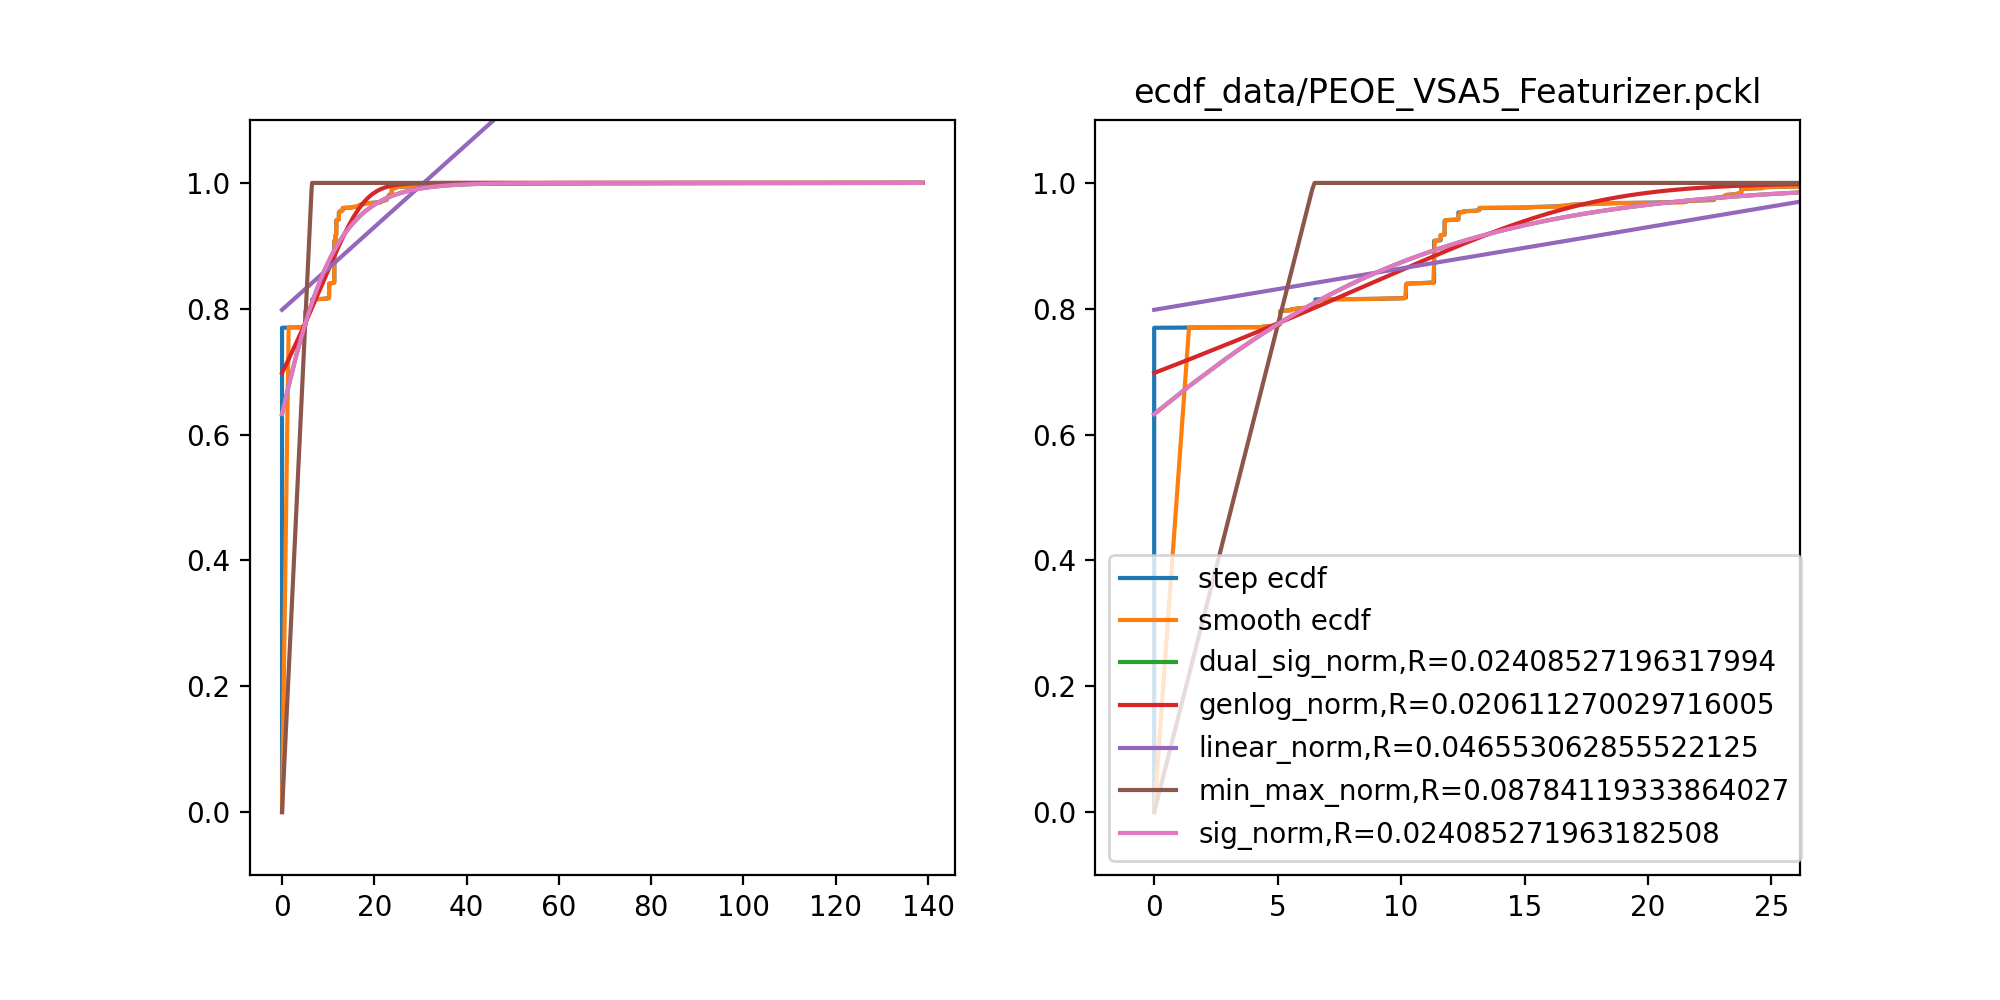 ecdf_data/PEOE_VSA5_Featurizer.pckl
1.0
0.8
0.6
0.4
0.2
0.0
0 20 40 60 80 100 120 140
1.0
0.8
0.6
0.4
0.2
0.0
step ecdf
smooth ecdf
dual_sig_norm,R=0.02408527196317994
genlog_norm,R=0.020611270029716005
linear_norm,R=0.046553062855522125
min_max_norm,R=0.08784119333864027
sig_norm,R=0.024085271963182508
0 5 10 15 20 25